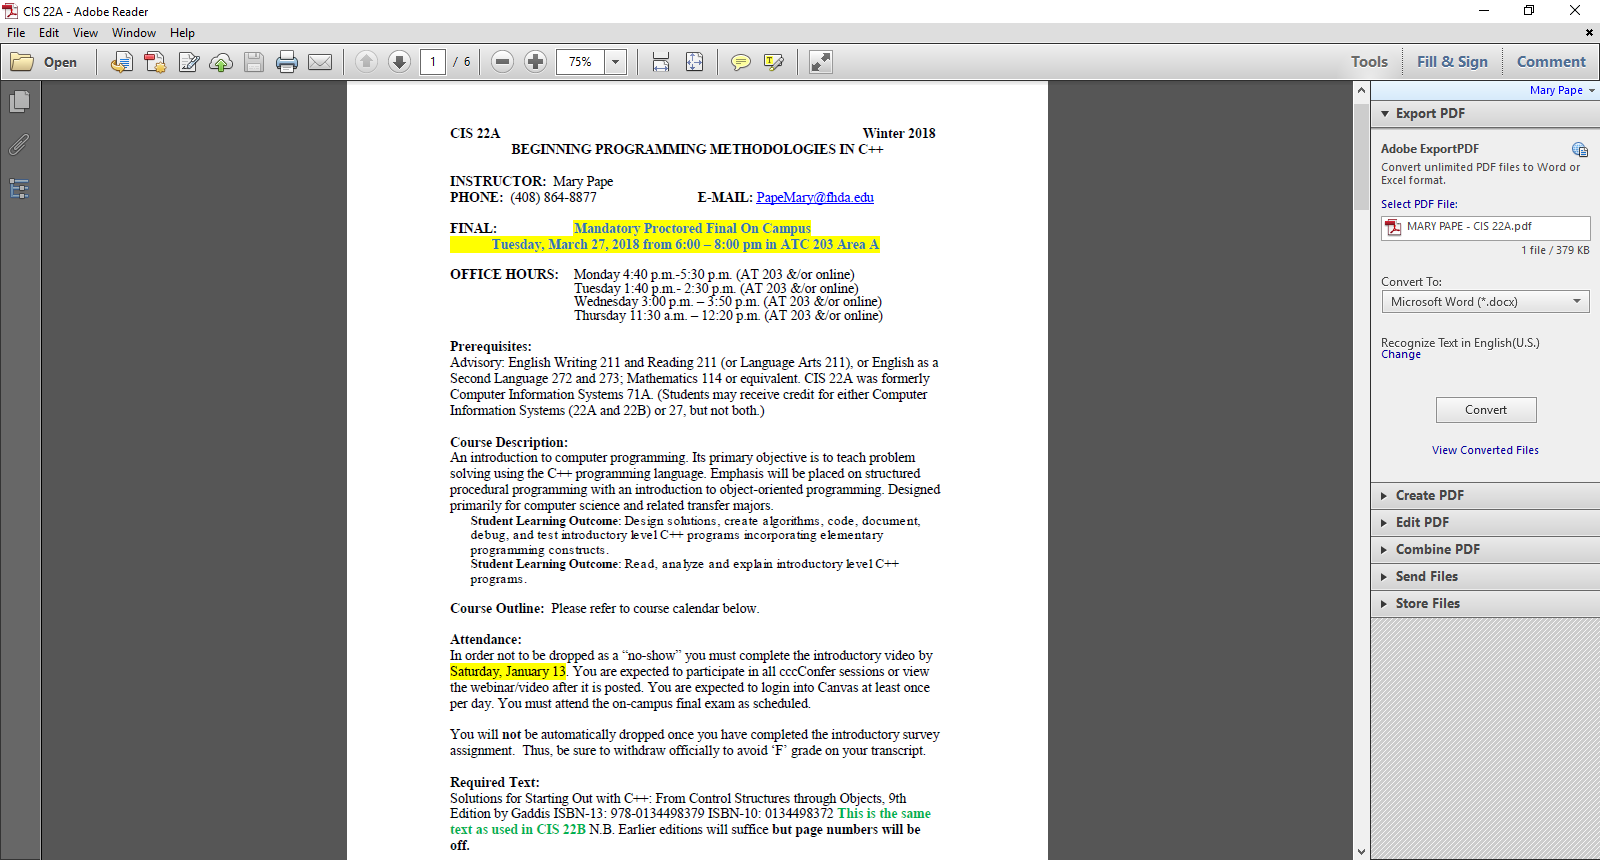 CIS 22A - Adobe Reader
File Edit View Window Help
Open 1 / 6 75% Tools Fill & Sign Comment
Mary Pape
CIS 22A Winter 2018
BEGINNING PROGRAMMING METHODOLOGIES IN C++
INSTRUCTOR: Mary Pape
PHONE: (408) 864-8877 E-MAIL: PapeMary@fhda.edu
FINAL: Mandatory Proctored Final On Campus
Tuesday, March 27, 2018 from 6:00 – 8:00 pm in ATC 203 Area A
OFFICE HOURS: Monday 4:40 p.m.-5:30 p.m. (AT 203 &/or online)
Tuesday 1:40 p.m.- 2:30 p.m. (AT 203 &/or online)
Wednesday 3:00 p.m. – 3:50 p.m. (AT 203 &/or online)
Thursday 11:30 a.m. – 12:20 p.m. (AT 203 &/or online)
Prerequisites:
Advisory: English Writing 211 and Reading 211 (or Language Arts 211), or English as a
Second Language 272 and 273; Mathematics 114 or equivalent. CIS 22A was formerly
Computer Information Systems 71A. (Students may receive credit for either Computer
Information Systems (22A and 22B) or 27, but not both.)
Course Description:
An introduction to computer programming. Its primary objective is to teach problem
solving using the C++ programming language. Emphasis will be placed on structured
procedural programming with an introduction to object-oriented programming. Designed
primarily for computer science and related transfer majors.
Student Learning Outcome: Design solutions, create algorithms, code, document,
debug, and test introductory level C++ programs incorporating elementary
programming constructs.
Student Learning Outcome: Read, analyze and explain introductory level C++
programs.
Course Outline: Please refer to course calendar below.
Attendance:
In order not to be dropped as a “no-show” you must complete the introductory video by
Saturday, January 13. You are expected to participate in all cccConfer sessions or view
the webinar/video after it is posted. You are expected to login into Canvas at least once
per day. You must attend the on-campus final exam as scheduled.
You will not be automatically dropped once you have completed the introductory survey
assignment. Thus, be sure to withdraw officially to avoid ‘F’ grade on your transcript.
Required Text:
Solutions for Starting Out with C++: From Control Structures through Objects, 9th
Edition by Gaddis ISBN-13: 978-0134498379 ISBN-10: 0134498372 This is the same
text as used in CIS 22B N.B. Earlier editions will suffice but page numbers will be
off.
Export PDF
Adobe ExportPDF
Convert unlimited PDF files to Word or
Excel format.
Select PDF File:
MARY PAPE - CIS 22A.pdf
1 file / 379 KB
Convert To:
Microsoft Word (*.docx)
Recognize Text in English(U.S.)
Change
Convert
View Converted Files
Create PDF
Edit PDF
Combine PDF
Send Files
Store Files